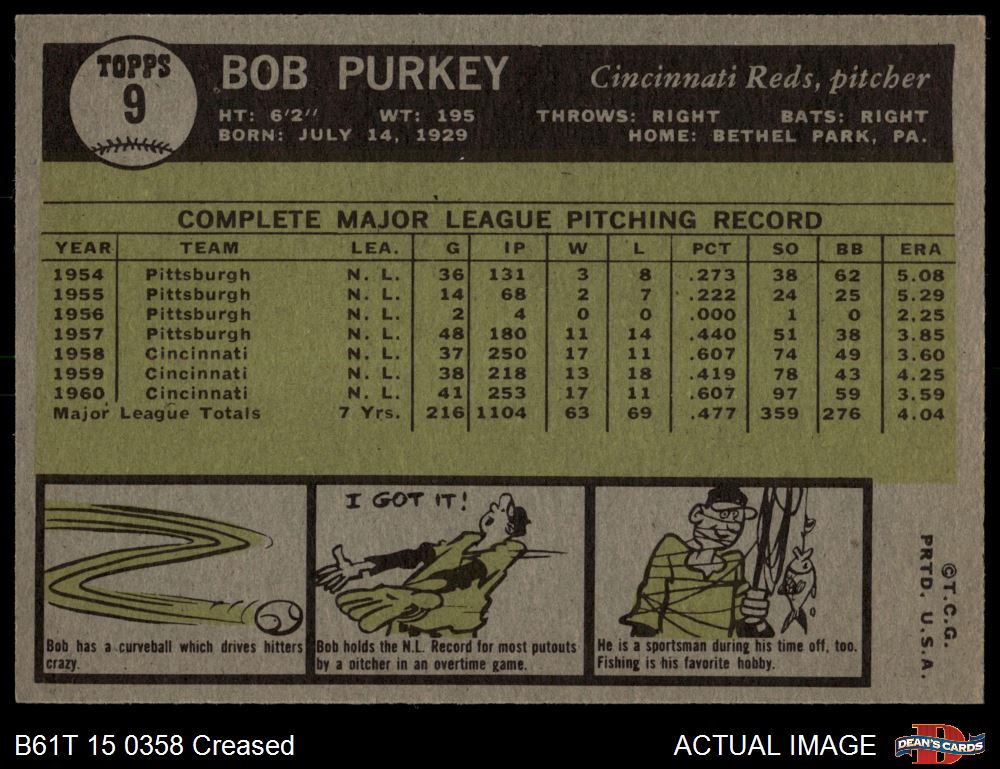 TOPPS
9
BOB PURKEY
Cincinnati Reds, pitcher
HT: 6'2" WT: 195 THROWS: RIGHT BATS: RIGHT
BORN: JULY 14, 1929 HOME: BETHEL PARK, PA.
COMPLETE MAJOR LEAGUE PITCHING RECORD
YEAR TEAM LEA. G IP W L PCT SO BB ERA
1954 Pittsburgh N. L. 36 131 3 8 .273 38 62 5.08
1955 Pittsburgh N. L. 14 68 2 7 .222 24 25 5.29
1956 Pittsburgh N. L. 2 4 0 0 .000 1 0 2.25
1957 Pittsburgh N. L. 48 180 11 14 .440 51 38 3.85
1958 Cincinnati N. L. 37 250 17 11 .607 74 49 3.60
1959 Cincinnati N. L. 38 218 13 18 .419 78 43 4.25
1960 Cincinnati N. L. 41 253 17 11 .607 97 59 3.59
Major League Totals 7 Yrs. 216 1104 63 69 .477 359 276 4.04
Bob has a curveball which drives hitters
crazy.
I GOT IT!
Bob holds the N.L. Record for most putouts
by a pitcher in an overtime game.
He is a sportsman during his time off, too.
Fishing is his favorite hobby.
©T.C.G.
PRTD. U.S.A.
B61T 15 0358 Creased
ACTUAL IMAGE
D
DEAN'S CARDS